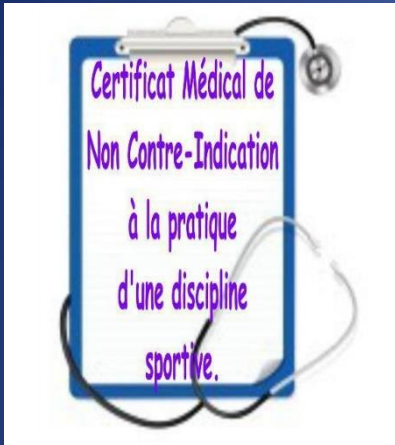 Certificat Médical de
Non Contre-Indication
à la pratique
d'une discipline
sportive.